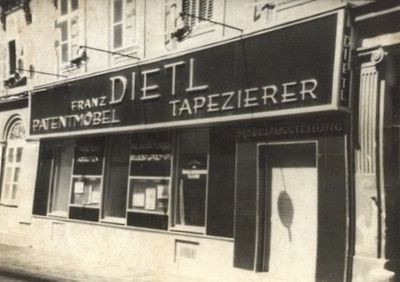 FRANZ DIETL
PATENTMÖBEL TAPEZIERER
MÖBELAUSSTELLUNG
DIETL